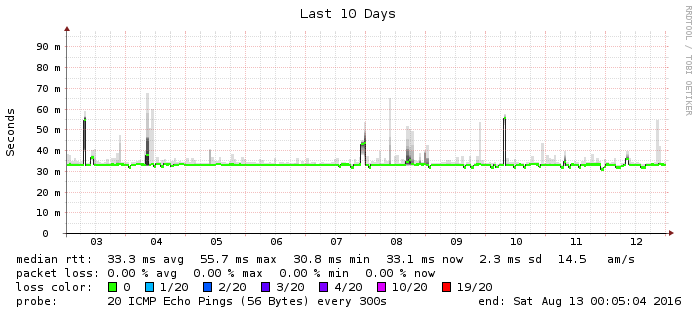 Last 10 Days
RRDTOOL / TOBI OETIKER
Seconds
90 m
80 m
70 m
60 m
50 m
40 m
30 m
20 m
10 m
0
03 04 05 06 07 08 09 10 11 12
median rtt: 33.3 ms avg 55.7 ms max 30.8 ms min 33.1 ms now 2.3 ms sd 14.5 am/s
packet loss: 0.00 % avg 0.00 % max 0.00 % min 0.00 % now
loss color: 0 1/20 2/20 3/20 4/20 10/20 19/20
probe: 20 ICMP Echo Pings (56 Bytes) every 300s end: Sat Aug 13 00:05:04 2016